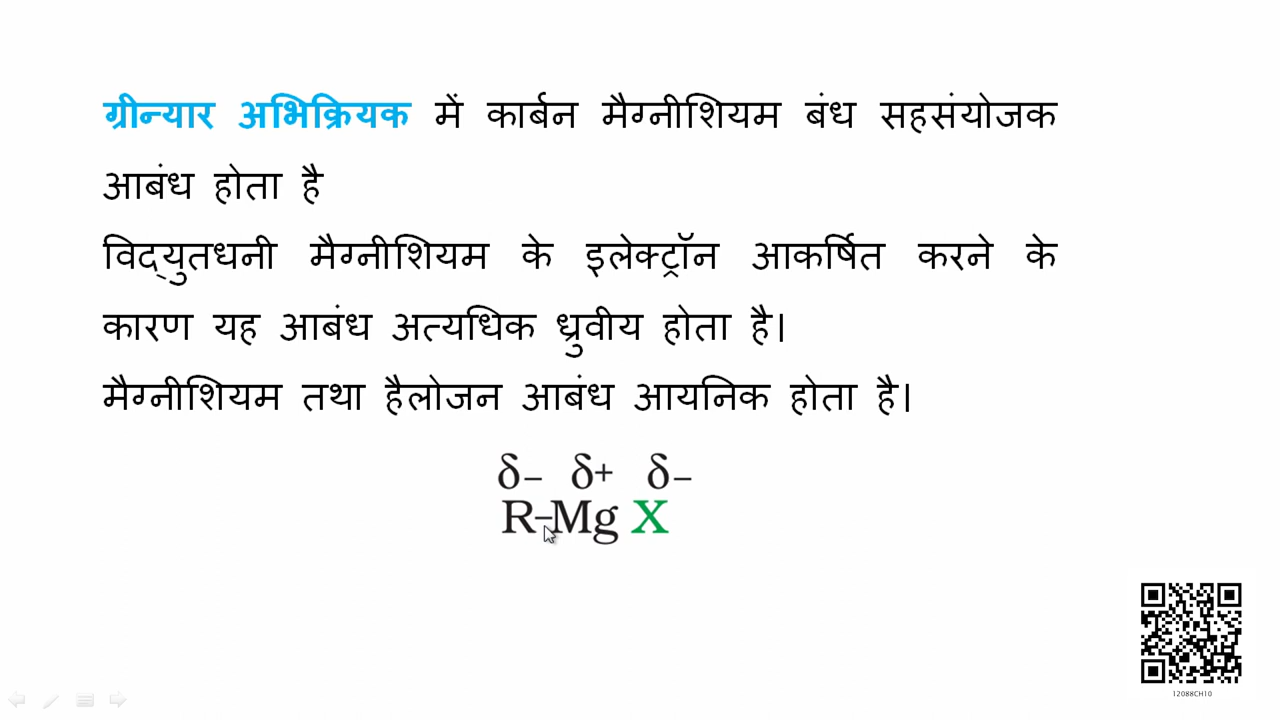 ग्रीन्यार अभिक्रियक में कार्बन मैग्नीशियम बंध सहसंयोजक
आबंध होता है
विद्‌युतधनी मैग्नीशियम के इलेक्ट्रॉन आकर्षित करने के
कारण यह आबंध अत्यधिक ध्रुवीय होता है।
मैग्नीशियम तथा हैलोजन आबंध आयनिक होता है।
δ− δ+ δ−
R−Mg X
12088CH10